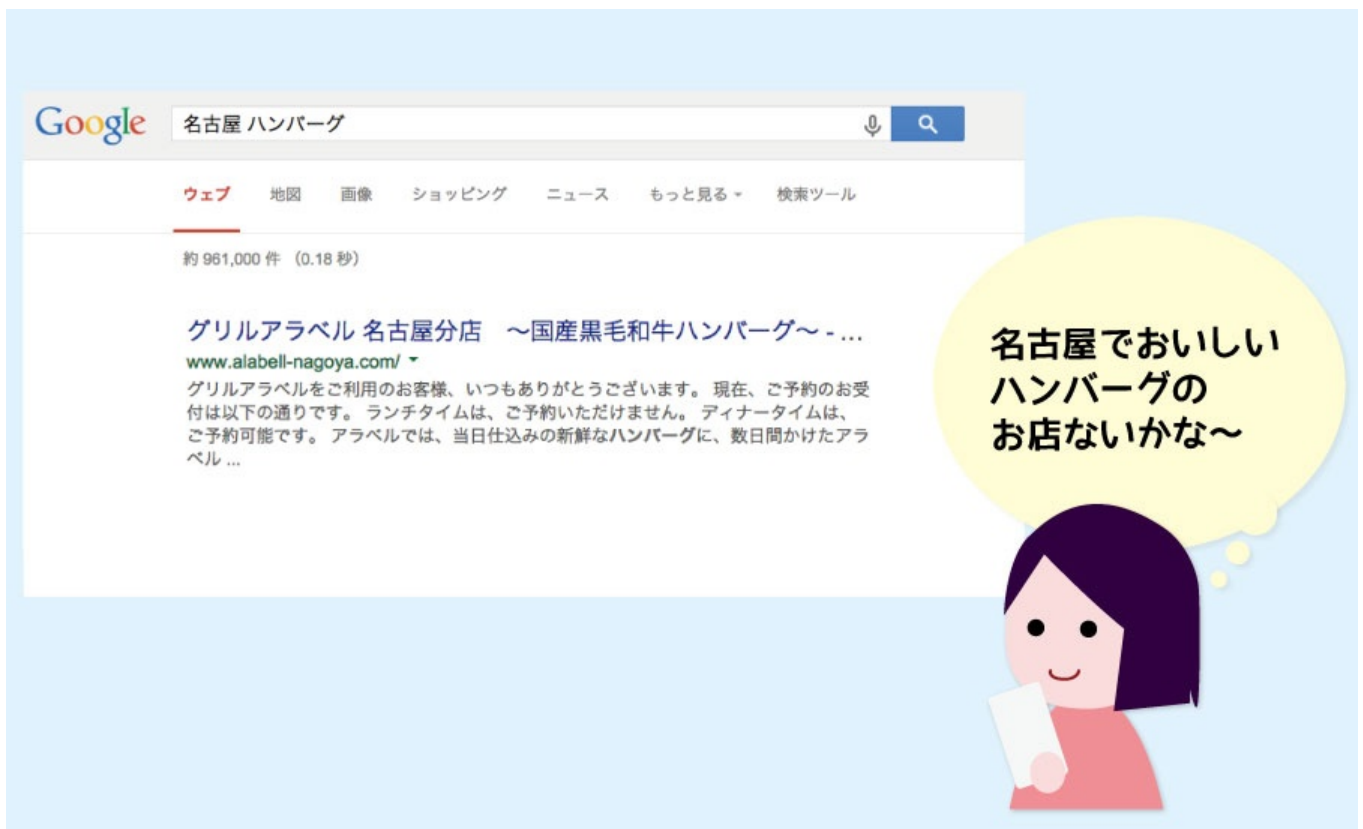 Google 名古屋 ハンバーグ
ウェブ 地図 画像 ショッピング ニュース もっと見る 検索ツール
約 961,000 件 （0.18 秒）
グリルアラベル 名古屋分店　～国産黒毛和牛ハンバーグ～ - ...
www.alabell-nagoya.com/
グリルアラベルをご利用のお客様、いつもありがとうございます。 現在、ご予約のお受
付は以下の通りです。 ランチタイムは、ご予約いただけません。 ディナータイムは、
ご予約可能です。 アラベルでは、当日仕込みの新鮮なハンバーグに、数日間かけたアラ
ベル ...
名古屋でおいしい
ハンバーグの
お店ないかな～